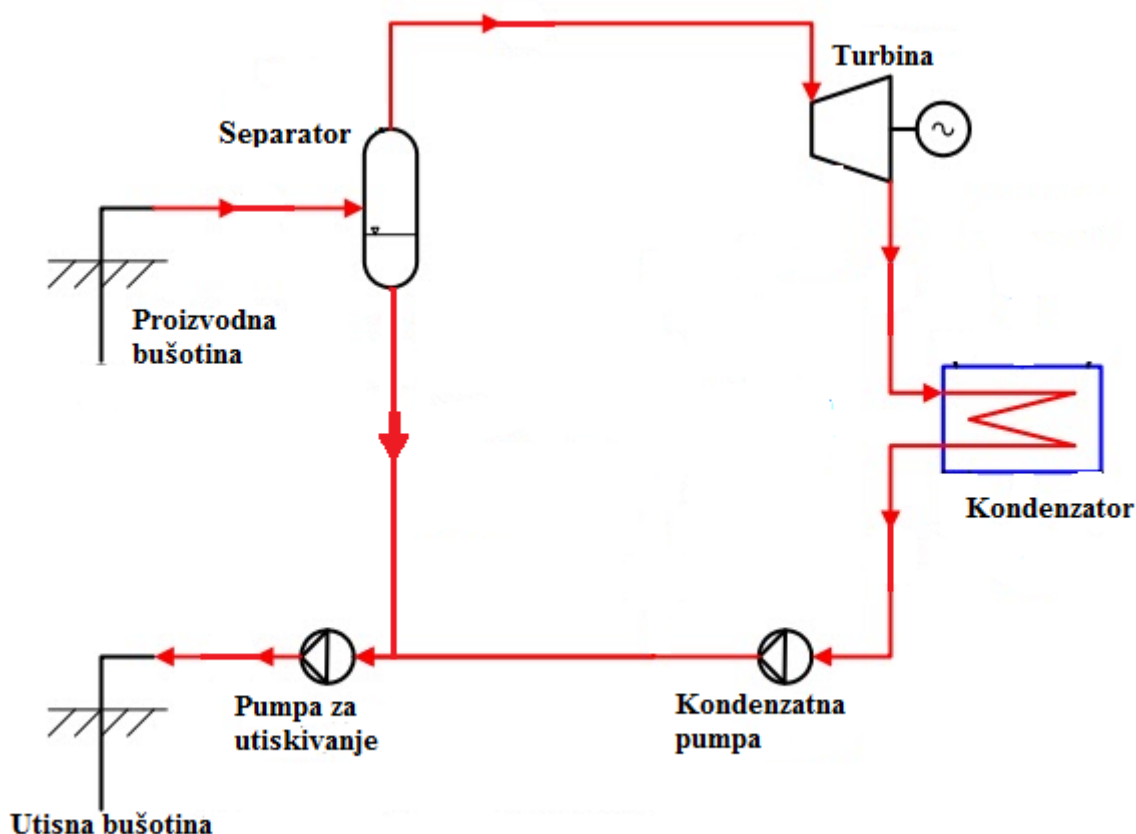 Turbina
Separator
Proizvodna
bušotina
Kondenzator
Pumpa za
utiskivanje
Kondenzatna
pumpa
Utisna bušotina